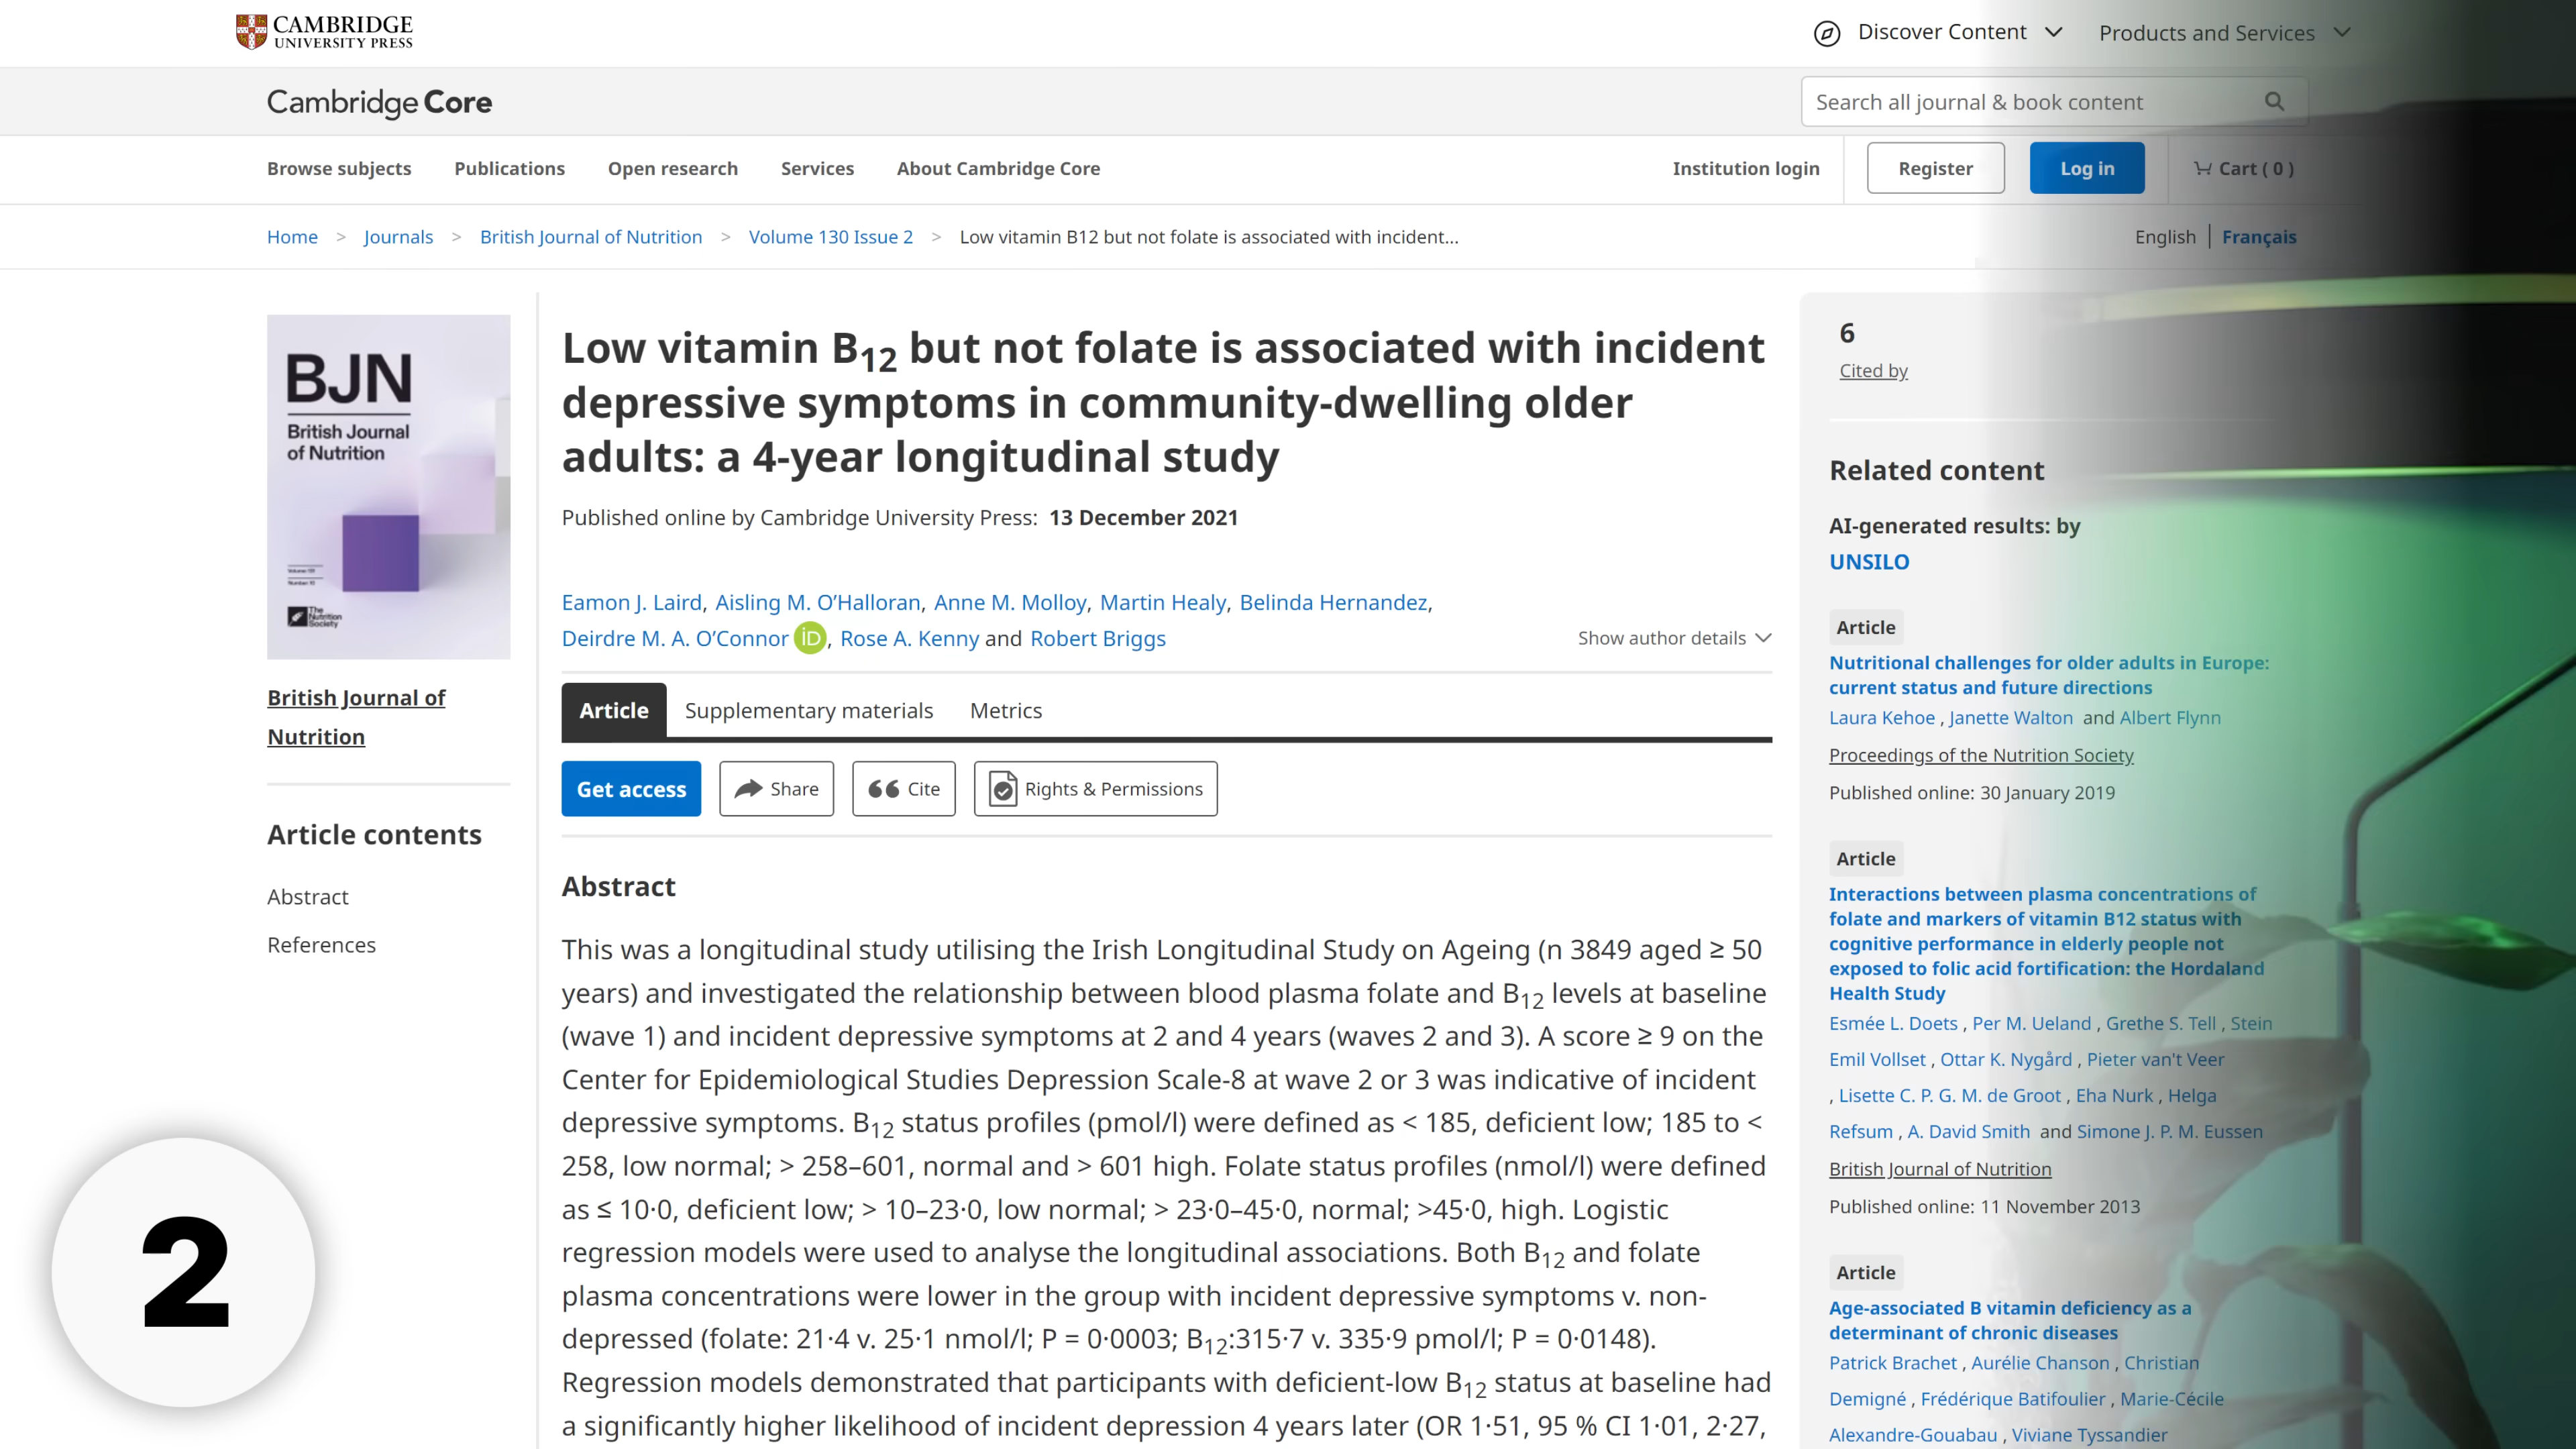 CAMBRIDGE
UNIVERSITY PRESS
Discover Content
Products and Services
Cambridge Core
Search all journal & book content
Browse subjects
Publications
Open research
Services
About Cambridge Core
Institution login
Register
Log in
Cart ( 0 )
Home > Journals > British Journal of Nutrition > Volume 130 Issue 2 > Low vitamin B12 but not folate is associated with incident...
English | Français
BJN
British Journal
of Nutrition
The
Nutrition
Society
British Journal of
Nutrition
Article contents
Abstract
References
2
Low vitamin B12 but not folate is associated with incident
depressive symptoms in community-dwelling older
adults: a 4-year longitudinal study
Published online by Cambridge University Press: 13 December 2021
Eamon J. Laird, Aisling M. O’Halloran, Anne M. Molloy, Martin Healy, Belinda Hernandez,
Deirdre M. A. O’Connor iD, Rose A. Kenny and Robert Briggs
Show author details
Article
Supplementary materials
Metrics
Get access
Share
Cite
Rights & Permissions
Abstract
This was a longitudinal study utilising the Irish Longitudinal Study on Ageing (n 3849 aged ≥ 50
years) and investigated the relationship between blood plasma folate and B12 levels at baseline
(wave 1) and incident depressive symptoms at 2 and 4 years (waves 2 and 3). A score ≥ 9 on the
Center for Epidemiological Studies Depression Scale-8 at wave 2 or 3 was indicative of incident
depressive symptoms. B12 status profiles (pmol/l) were defined as < 185, deficient low; 185 to <
258, low normal; > 258–601, normal and > 601 high. Folate status profiles (nmol/l) were defined
as ≤ 10·0, deficient low; > 10–23·0, low normal; > 23·0–45·0, normal; >45·0, high. Logistic
regression models were used to analyse the longitudinal associations. Both B12 and folate
plasma concentrations were lower in the group with incident depressive symptoms v. non-
depressed (folate: 21·4 v. 25·1 nmol/l; P = 0·0003; B12:315·7 v. 335·9 pmol/l; P = 0·0148).
Regression models demonstrated that participants with deficient-low B12 status at baseline had
a significantly higher likelihood of incident depression 4 years later (OR 1·51, 95 % CI 1·01, 2·27,
6
Cited by
Related content
AI-generated results: by
UNSILO
Article
Nutritional challenges for older adults in Europe:
current status and future directions
Laura Kehoe , Janette Walton and Albert Flynn
Proceedings of the Nutrition Society
Published online: 30 January 2019
Article
Interactions between plasma concentrations of
folate and markers of vitamin B12 status with
cognitive performance in elderly people not
exposed to folic acid fortification: the Hordaland
Health Study
Esmée L. Doets , Per M. Ueland , Grethe S. Tell , Stein
Emil Vollset , Ottar K. Nygård , Pieter van't Veer
, Lisette C. P. G. M. de Groot , Eha Nurk , Helga
Refsum , A. David Smith and Simone J. P. M. Eussen
British Journal of Nutrition
Published online: 11 November 2013
Article
Age-associated B vitamin deficiency as a
determinant of chronic diseases
Patrick Brachet , Aurélie Chanson , Christian
Demigné , Frédérique Batifoulier , Marie-Cécile
Alexandre-Gouabau , Viviane Tyssandier